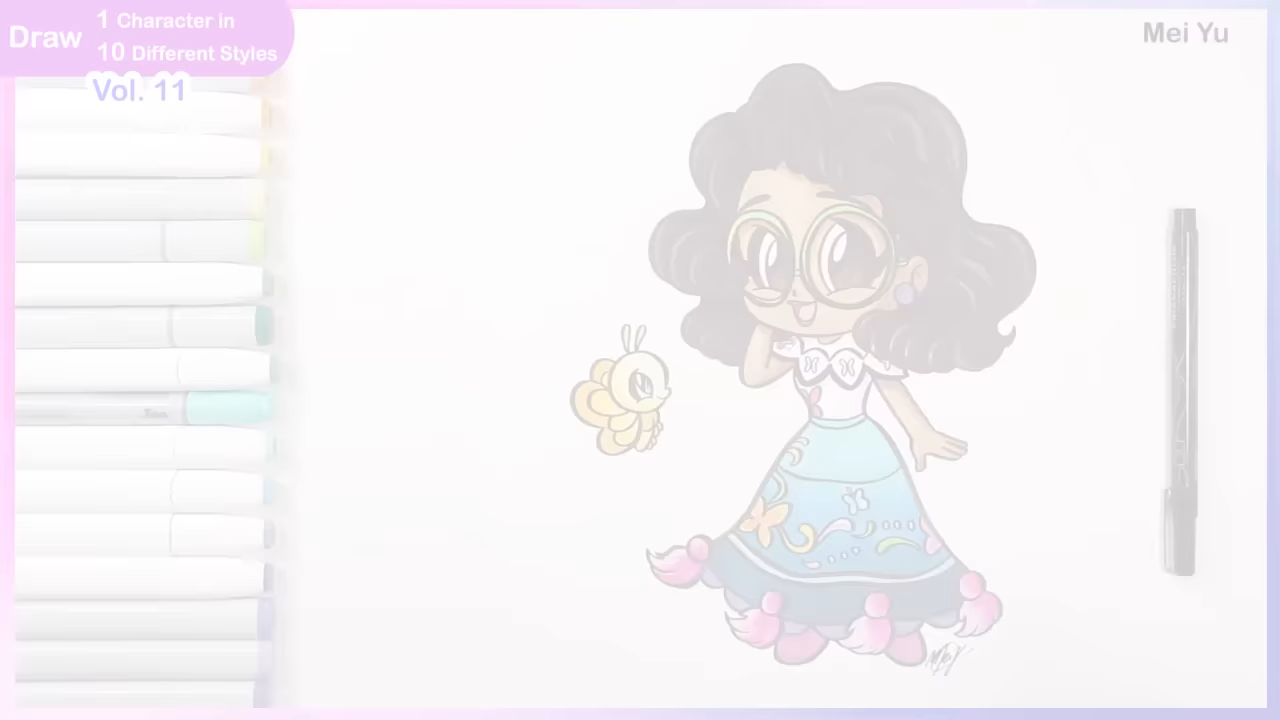 Draw
1 Character in
10 Different Styles
Vol. 11
Mei Yu